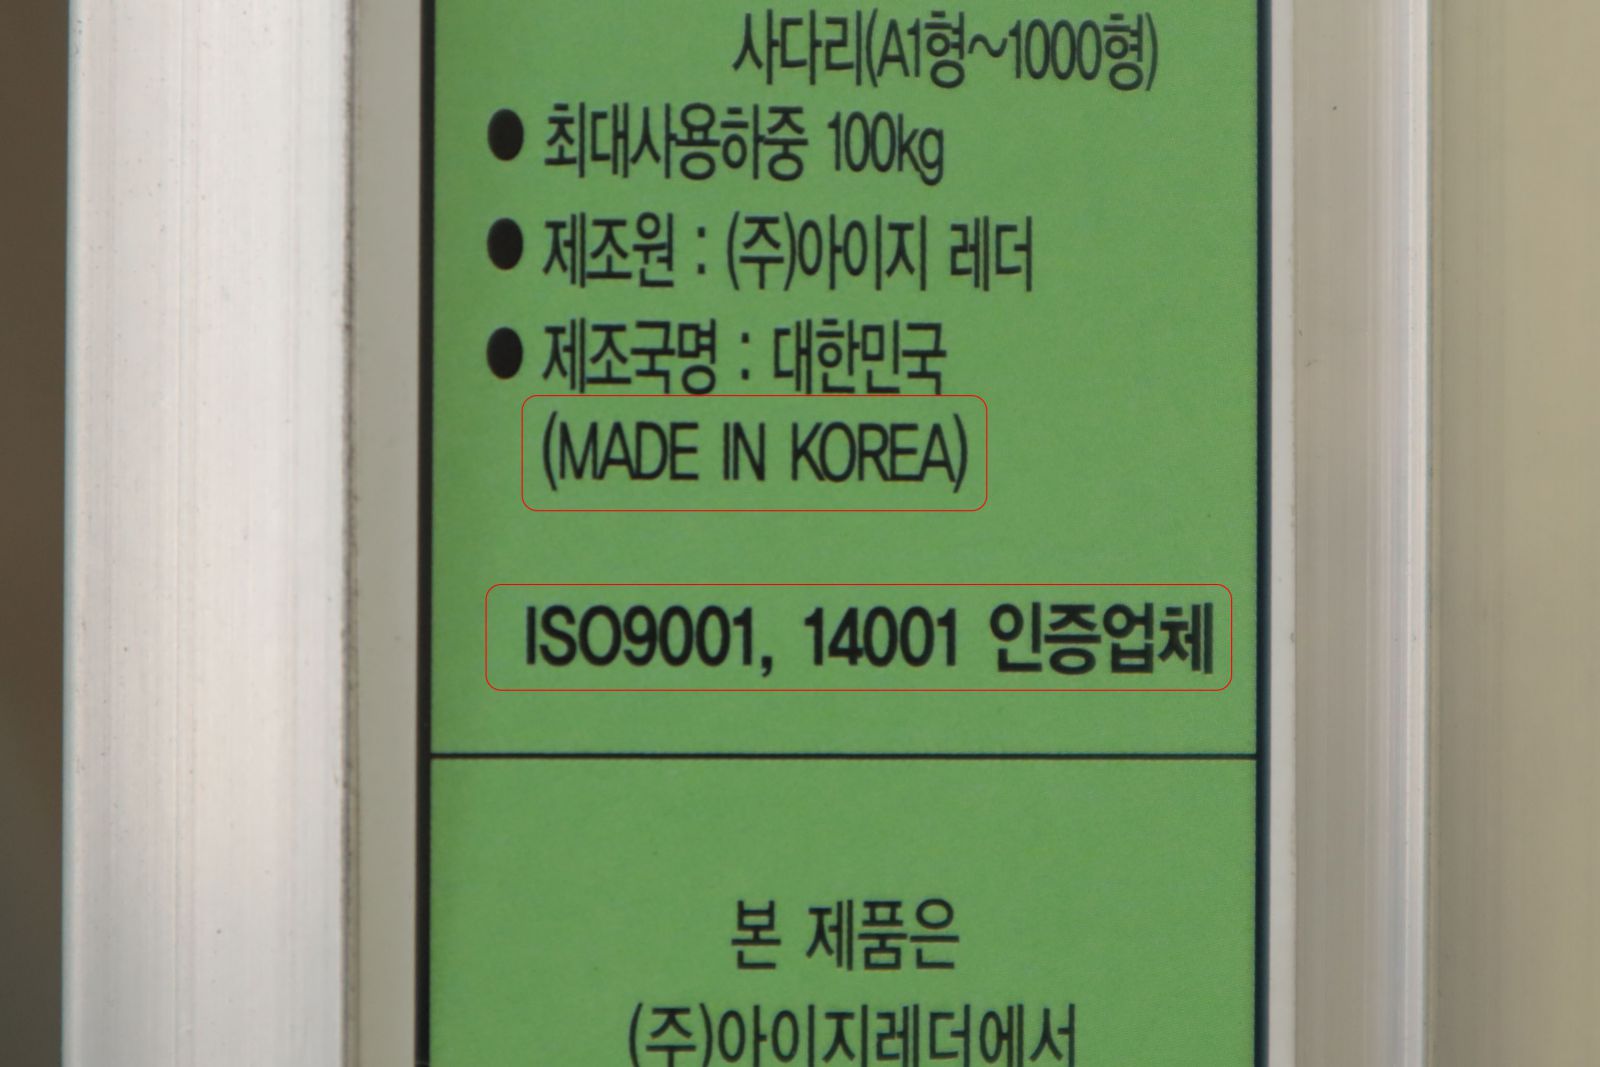 사다리(A1형~1000형)
● 최대사용하중 100kg
● 제조원 : (주)아이지 레더
● 제조국명 : 대한민국
(MADE IN KOREA)
ISO9001, 14001 인증업체
본 제품은
(주)아이지레더에서